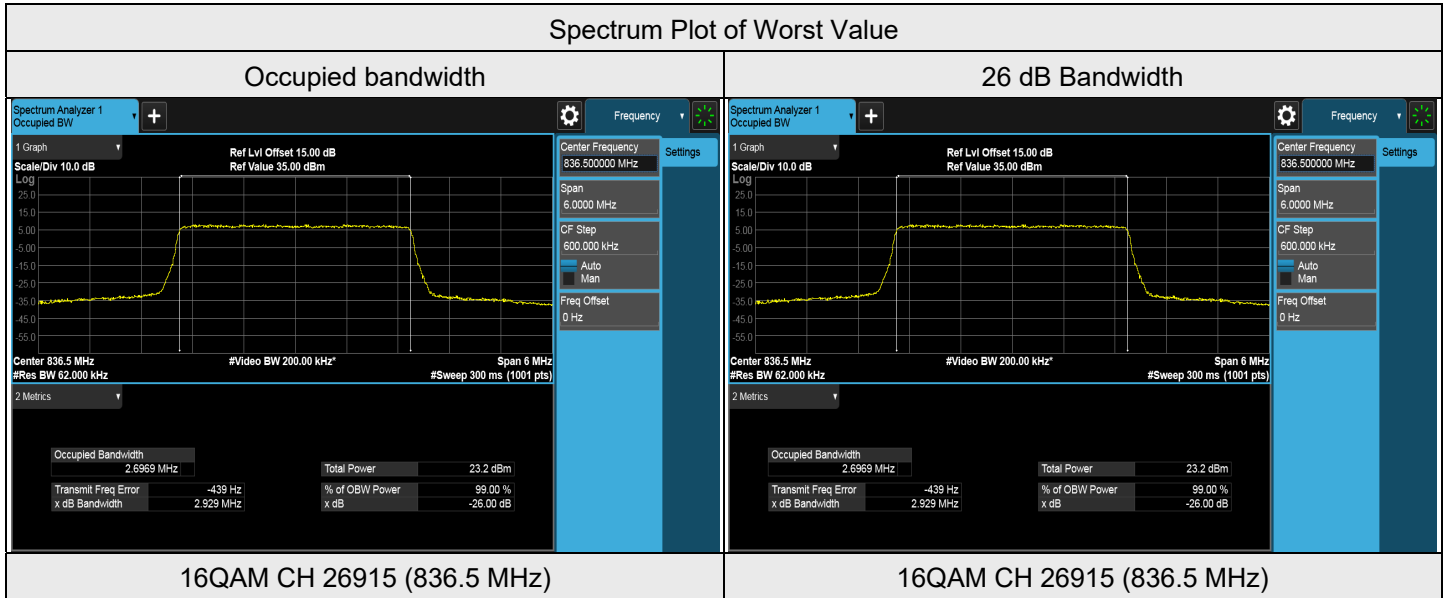 Spectrum Plot of Worst Value
Occupied bandwidth
26 dB Bandwidth
Spectrum Analyzer 1
Occupied BW
+
Frequency
1 Graph
Scale/Div 10.0 dB
Ref Lvl Offset 15.00 dB
Ref Value 35.00 dBm
Log
25.0
15.0
5.00
-5.00
-15.0
-25.0
-35.0
-45.0
-55.0
Center 836.5 MHz
#Res BW 62.000 kHz
#Video BW 200.00 kHz*
Span 6 MHz
#Sweep 300 ms (1001 pts)
Center Frequency
836.500000 MHz
Settings
Span
6.0000 MHz
CF Step
600.000 kHz
Auto
Man
Freq Offset
0 Hz
2 Metrics
Occupied Bandwidth
2.6969 MHz
Total Power 23.2 dBm
Transmit Freq Error -439 Hz
% of OBW Power 99.00 %
x dB Bandwidth 2.929 MHz
x dB -26.00 dB
Spectrum Analyzer 1
Occupied BW
+
Frequency
1 Graph
Scale/Div 10.0 dB
Ref Lvl Offset 15.00 dB
Ref Value 35.00 dBm
Log
25.0
15.0
5.00
-5.00
-15.0
-25.0
-35.0
-45.0
-55.0
Center 836.5 MHz
#Res BW 62.000 kHz
#Video BW 200.00 kHz*
Span 6 MHz
#Sweep 300 ms (1001 pts)
Center Frequency
836.500000 MHz
Settings
Span
6.0000 MHz
CF Step
600.000 kHz
Auto
Man
Freq Offset
0 Hz
2 Metrics
Occupied Bandwidth
2.6969 MHz
Total Power 23.2 dBm
Transmit Freq Error -439 Hz
% of OBW Power 99.00 %
x dB Bandwidth 2.929 MHz
x dB -26.00 dB
16QAM CH 26915 (836.5 MHz)
16QAM CH 26915 (836.5 MHz)